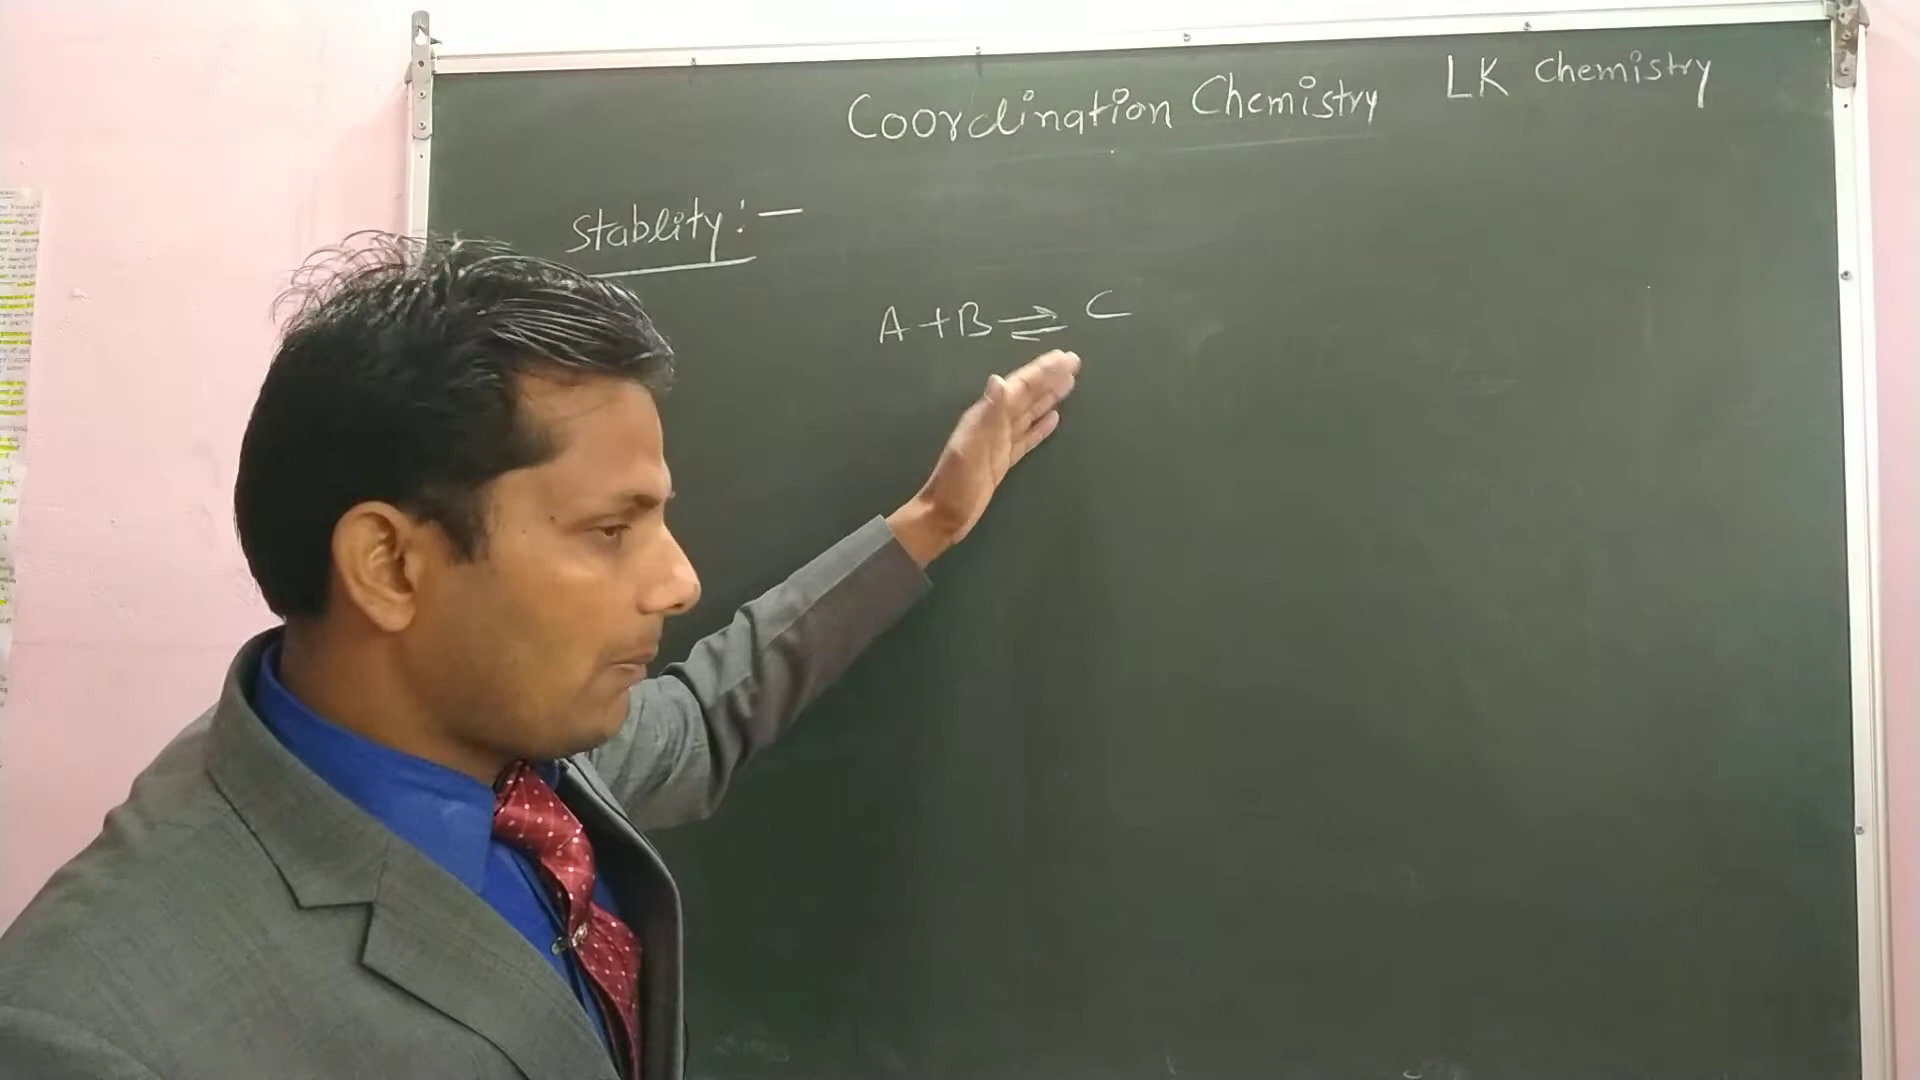 Coordination Chemistry LK Chemistry
Stablity :-
A + B ⇌ C